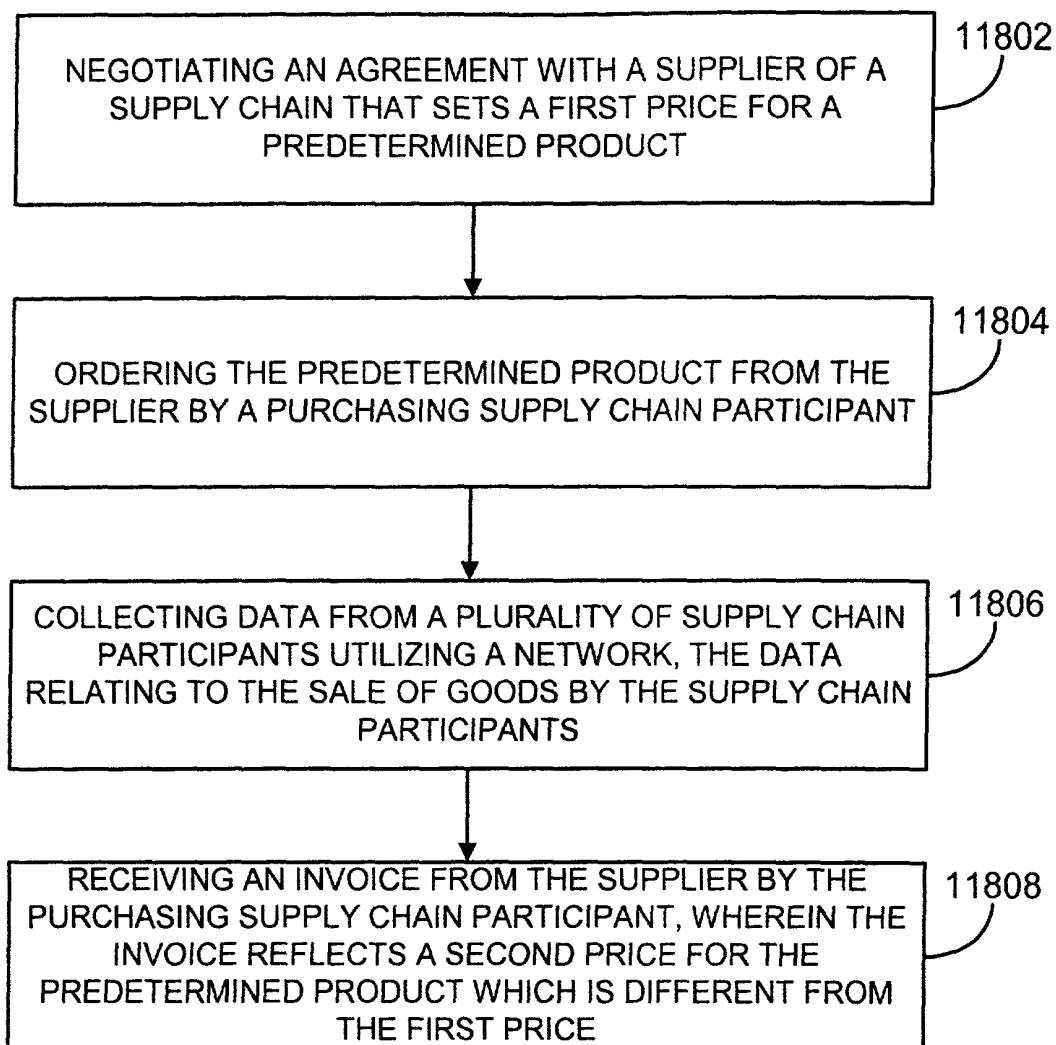 11802
NEGOTIATING AN AGREEMENT WITH A SUPPLIER OF A
SUPPLY CHAIN THAT SETS A FIRST PRICE FOR A
PREDETERMINED PRODUCT
11804
ORDERING THE PREDETERMINED PRODUCT FROM THE
SUPPLIER BY A PURCHASING SUPPLY CHAIN PARTICIPANT
11806
COLLECTING DATA FROM A PLURALITY OF SUPPLY CHAIN
PARTICIPANTS UTILIZING A NETWORK, THE DATA
RELATING TO THE SALE OF GOODS BY THE SUPPLY CHAIN
PARTICIPANTS
11808
RECEIVING AN INVOICE FROM THE SUPPLIER BY THE
PURCHASING SUPPLY CHAIN PARTICIPANT, WHEREIN THE
INVOICE REFLECTS A SECOND PRICE FOR THE
PREDETERMINED PRODUCT WHICH IS DIFFERENT FROM
THE FIRST PRICE